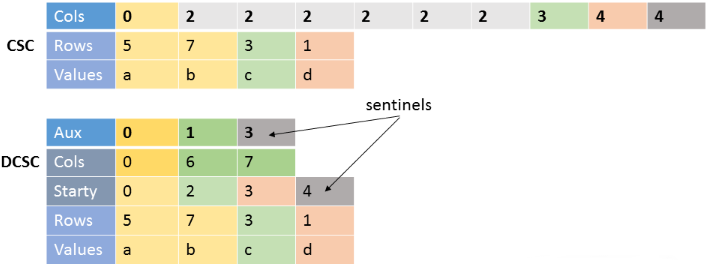 Cols 0 2 2 2 2 2 2 3 4 4
CSC
Rows 5 7 3 1
Values a b c d
sentinels
Aux 0 1 3
DCSC
Cols 0 6 7
Starty 0 2 3 4
Rows 5 7 3 1
Values a b c d